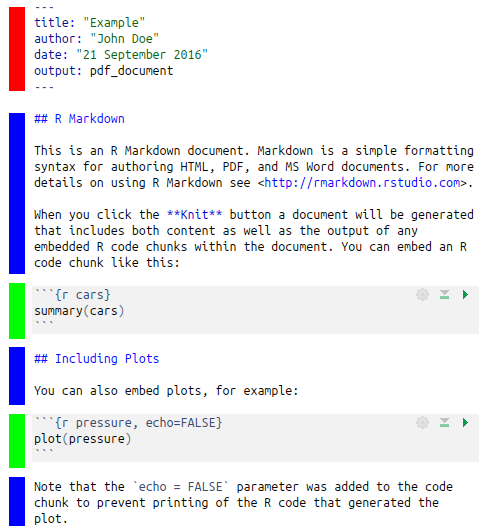 ---
title: "Example"
author: "John Doe"
date: "21 September 2016"
output: pdf_document
---
## R Markdown
This is an R Markdown document. Markdown is a simple formatting
syntax for authoring HTML, PDF, and MS Word documents. For more
details on using R Markdown see <http://rmarkdown.rstudio.com>.
When you click the **Knit** button a document will be generated
that includes both content as well as the output of any
embedded R code chunks within the document. You can embed an R
code chunk like this:
```{r cars}
summary(cars)
```
## Including Plots
You can also embed plots, for example:
```{r pressure, echo=FALSE}
plot(pressure)
```
Note that the `echo = FALSE` parameter was added to the code
chunk to prevent printing of the R code that generated the
plot.